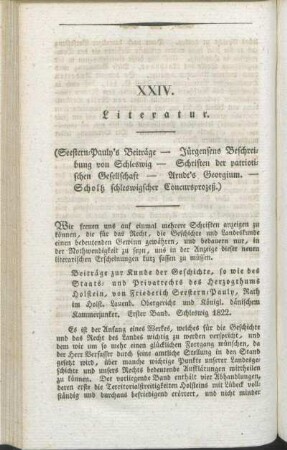 XXIV.
Literatur.
(Seestern-Pauly's Beiträge — Jürgensens Beschrei-
bung von Schleswig — Schriften der patrioti-
schen Gesellschaft — Arndt's Georgium. —
Scholtz schleswigscher Concursprozeß.)
Wir freuen uns auf einmal mehrere Schriften anzeigen zu
können, die für das Recht, die Geschichte und Landeskunde
einen bedeutenden Gewinn gewähren, und bedauern nur, in
der Nothwendigkeit zu seyn, uns in der Anzeige dieser neuen
literarischen Erscheinungen kurz fassen zu müssen.
Beiträge zur Kunde der Geschichte, so wie des
Staats- und Privatrechts des Herzogthums
Holstein, von Friederich Seestern-Pauly, Rath
im Holst. Lauenb. Obergericht und Königl. dänischem
Kammerjunker. Erster Band. Schleswig 1822.
Es ist der Anfang eines Werkes, welches für die Geschichte
und das Recht des Landes wichtig zu werden verspricht, und
dem wie um so mehr einen glücklichen Fortgang wünschen, da
der Herr Verfasser durch seine amtliche Stellung in den Stand
gesetzt wird, über manche wichtige Punkte unsrer Landesge-
schichte und unsers Rechts bedeutende Aufklärungen mittheilen
zu können. Der vorliegende Band enthält vier Abhandlungen,
deren erste die Territorialstreitigkeiten Holsteins mit Lübeck voll-
ständig und durchaus befriedigend erörtert, und nicht minder